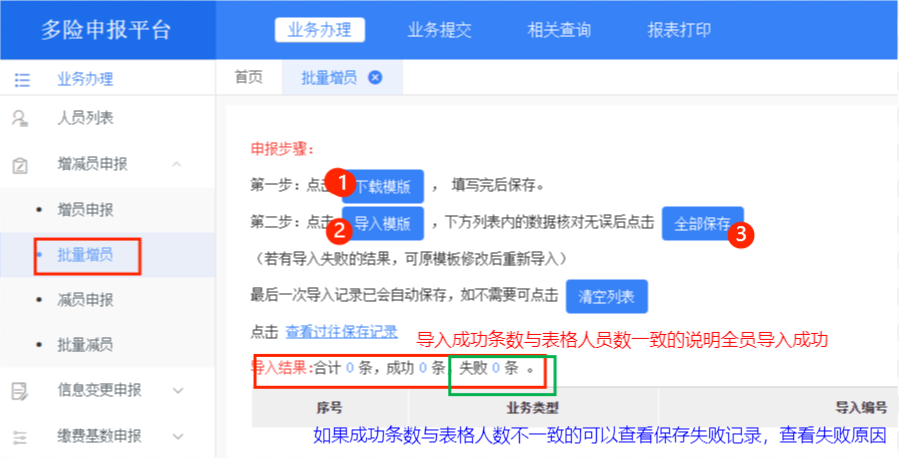 多险申报平台 业务办理 业务提交 相关查询 报表打印
业务办理 首页 批量增员
人员列表
增减员申报
增员申报
批量增员
减员申报
批量减员
信息变更申报
缴费基数申报
申报步骤：
第一步：点击 1 下载模版 ，填写完后保存。
第二步：点击 2 导入模版 ，下方列表内的数据核对无误后点击 全部保存 3
（若有导入失败的结果，可原模板修改后重新导入）
最后一次导入记录已会自动保存，如不需要可点击 清空列表
点击 查看过往保存记录
导入成功条数与表格人员数一致的说明全员导入成功
导入结果:合计 0 条，成功 0 条，失败 0 条 。
序号 业务类型 导入编号
如果成功条数与表格人数不一致的可以查看保存失败记录，查看失败原因